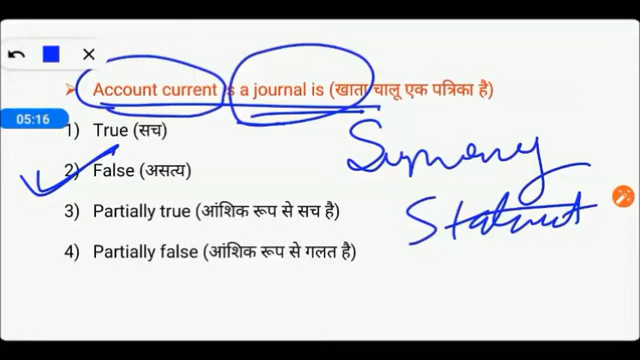 Account current is a journal is (खाता चालू एक पत्रिका है)
05:16
1) True (सच)
2) False (असत्य)
3) Partially true (आंशिक रूप से सच है)
4) Partially false (आंशिक रूप से गलत है)
Summary
Statement